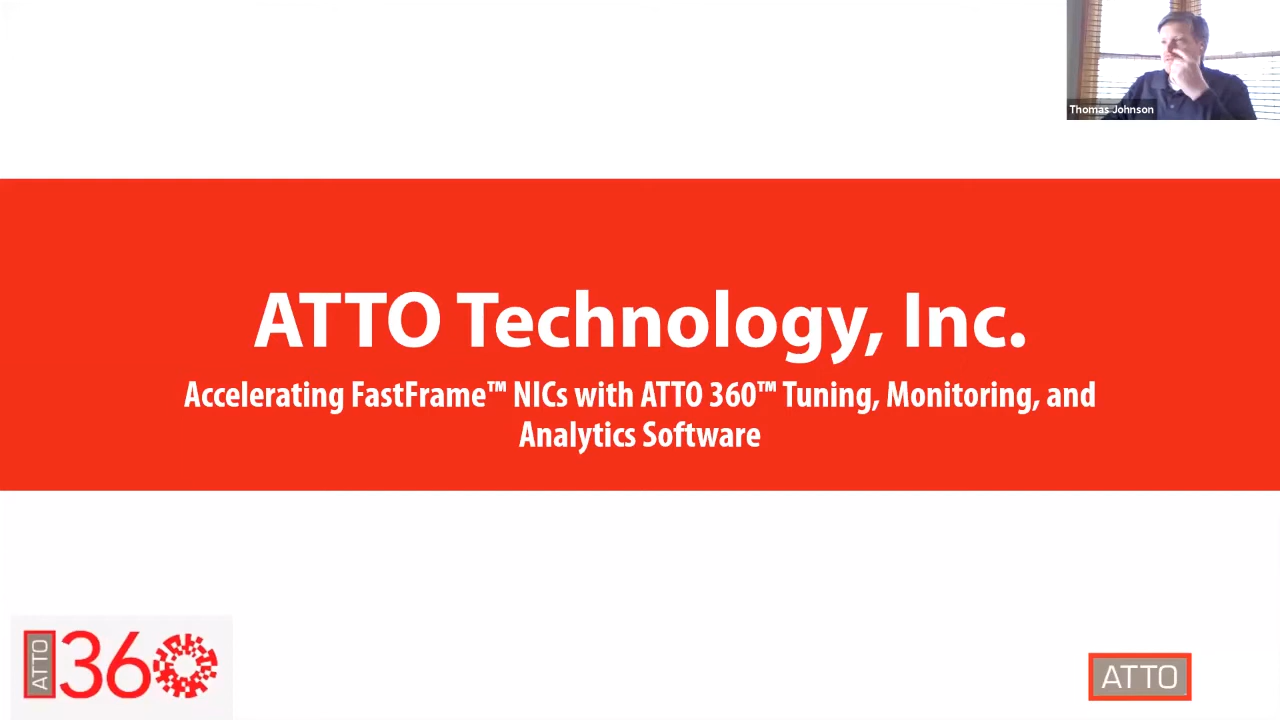 Thomas Johnson
ATTO Technology, Inc.
Accelerating FastFrame™ NICs with ATTO 360™ Tuning, Monitoring, and
Analytics Software
ATTO 360
ATTO